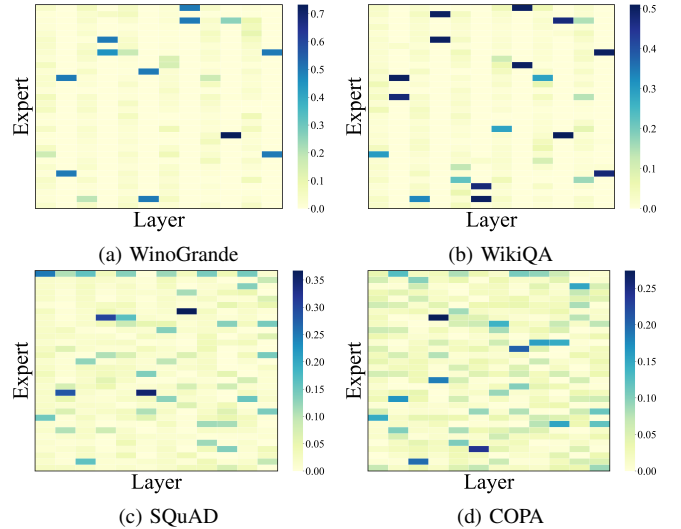 0.7
0.6
0.5
0.4
0.3
0.2
0.1
0.0
Expert
Layer
(a) WinoGrande
0.5
0.4
0.3
0.2
0.1
0.0
Expert
Layer
(b) WikiQA
0.35
0.30
0.25
0.20
0.15
0.10
0.05
0.00
Expert
Layer
(c) SQuAD
0.25
0.20
0.15
0.10
0.05
0.00
Expert
Layer
(d) COPA